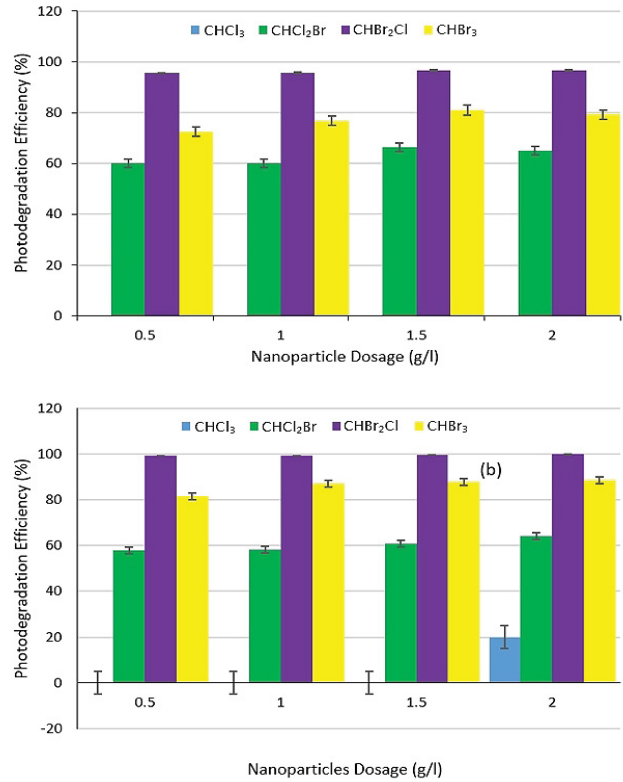 120
CHCl₃ CHCl₂Br CHBr₂Cl CHBr₃
100
80
60
40
20
0
Photodegradation Efficiency (%)
0.5 1 1.5 2
Nanoparticle Dosage (g/l)
120
CHCl₃ CHCl₂Br CHBr₂Cl CHBr₃
100
(b)
80
60
40
20
0
-20
Photodegradation Efficiency (%)
0.5 1 1.5 2
Nanoparticles Dosage (g/l)